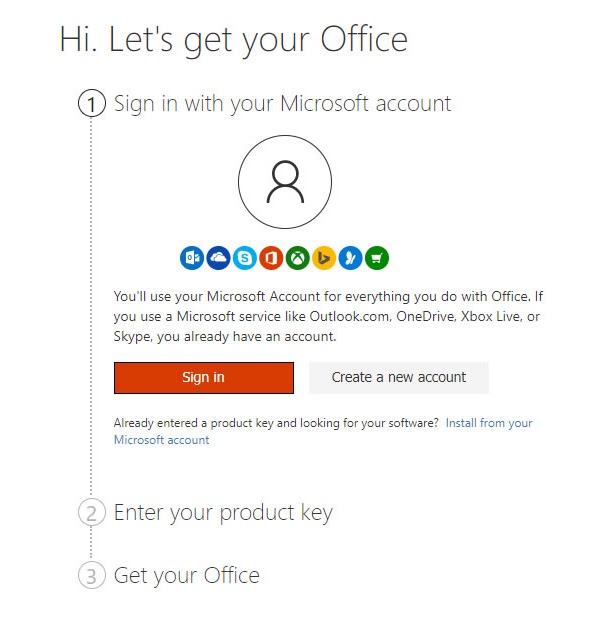 Hi. Let's get your Office
1 Sign in with your Microsoft account
You'll use your Microsoft Account for everything you do with Office. If
you use a Microsoft service like Outlook.com, OneDrive, Xbox Live, or
Skype, you already have an account.
Sign in Create a new account
Already entered a product key and looking for your software? Install from your
Microsoft account
2 Enter your product key
3 Get your Office